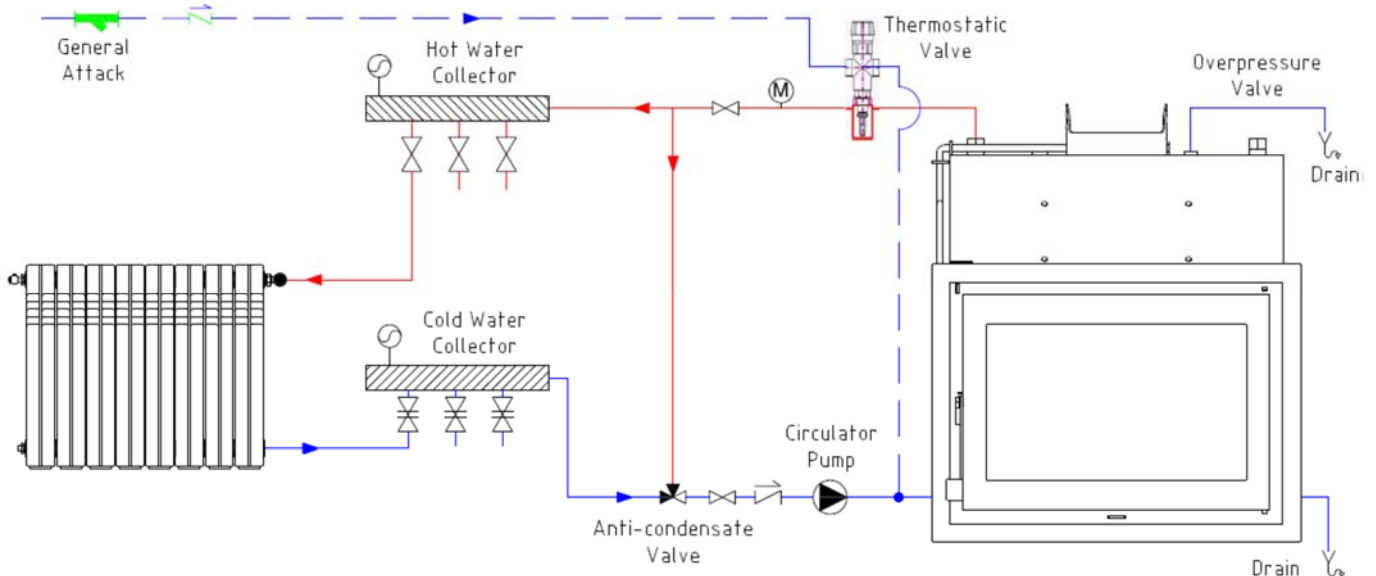 General
Attack
Hot Water
Collector
Thermostatic
Valve
M
Overpressure
Valve
Drain
Cold Water
Collector
Circulator
Pump
Anti-condensate
Valve
Drain